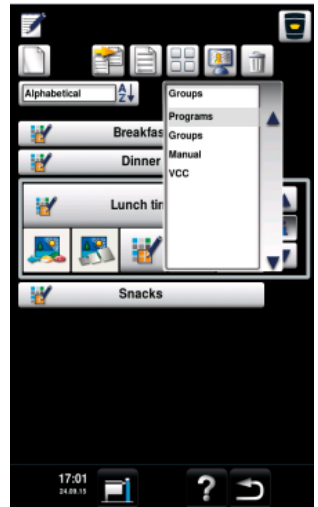 Alphabetical
A
Z
Groups
Programs
Groups
Manual
VCC
Breakfas
Dinner
Lunch tin
Snacks
17:01
24.09.15
?